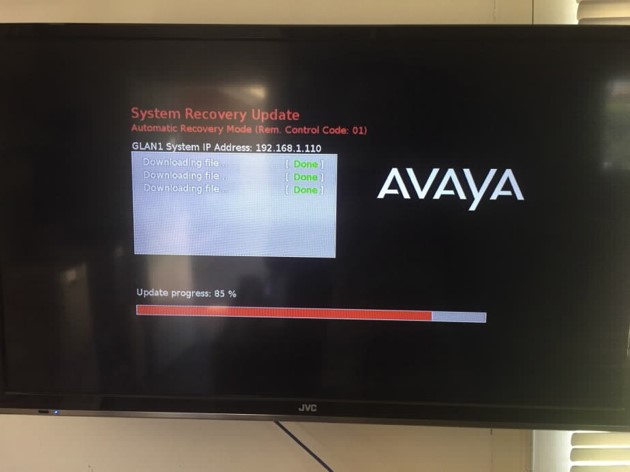 System Recovery Update
Automatic Recovery Mode (Rem. Control Code: 01)
GLAN1 System IP Address: 192.168.1.110
Downloading file... [ Done ]
Downloading file... [ Done ]
Downloading file... [ Done ]
AVAYA
Update progress: 85 %
JVC